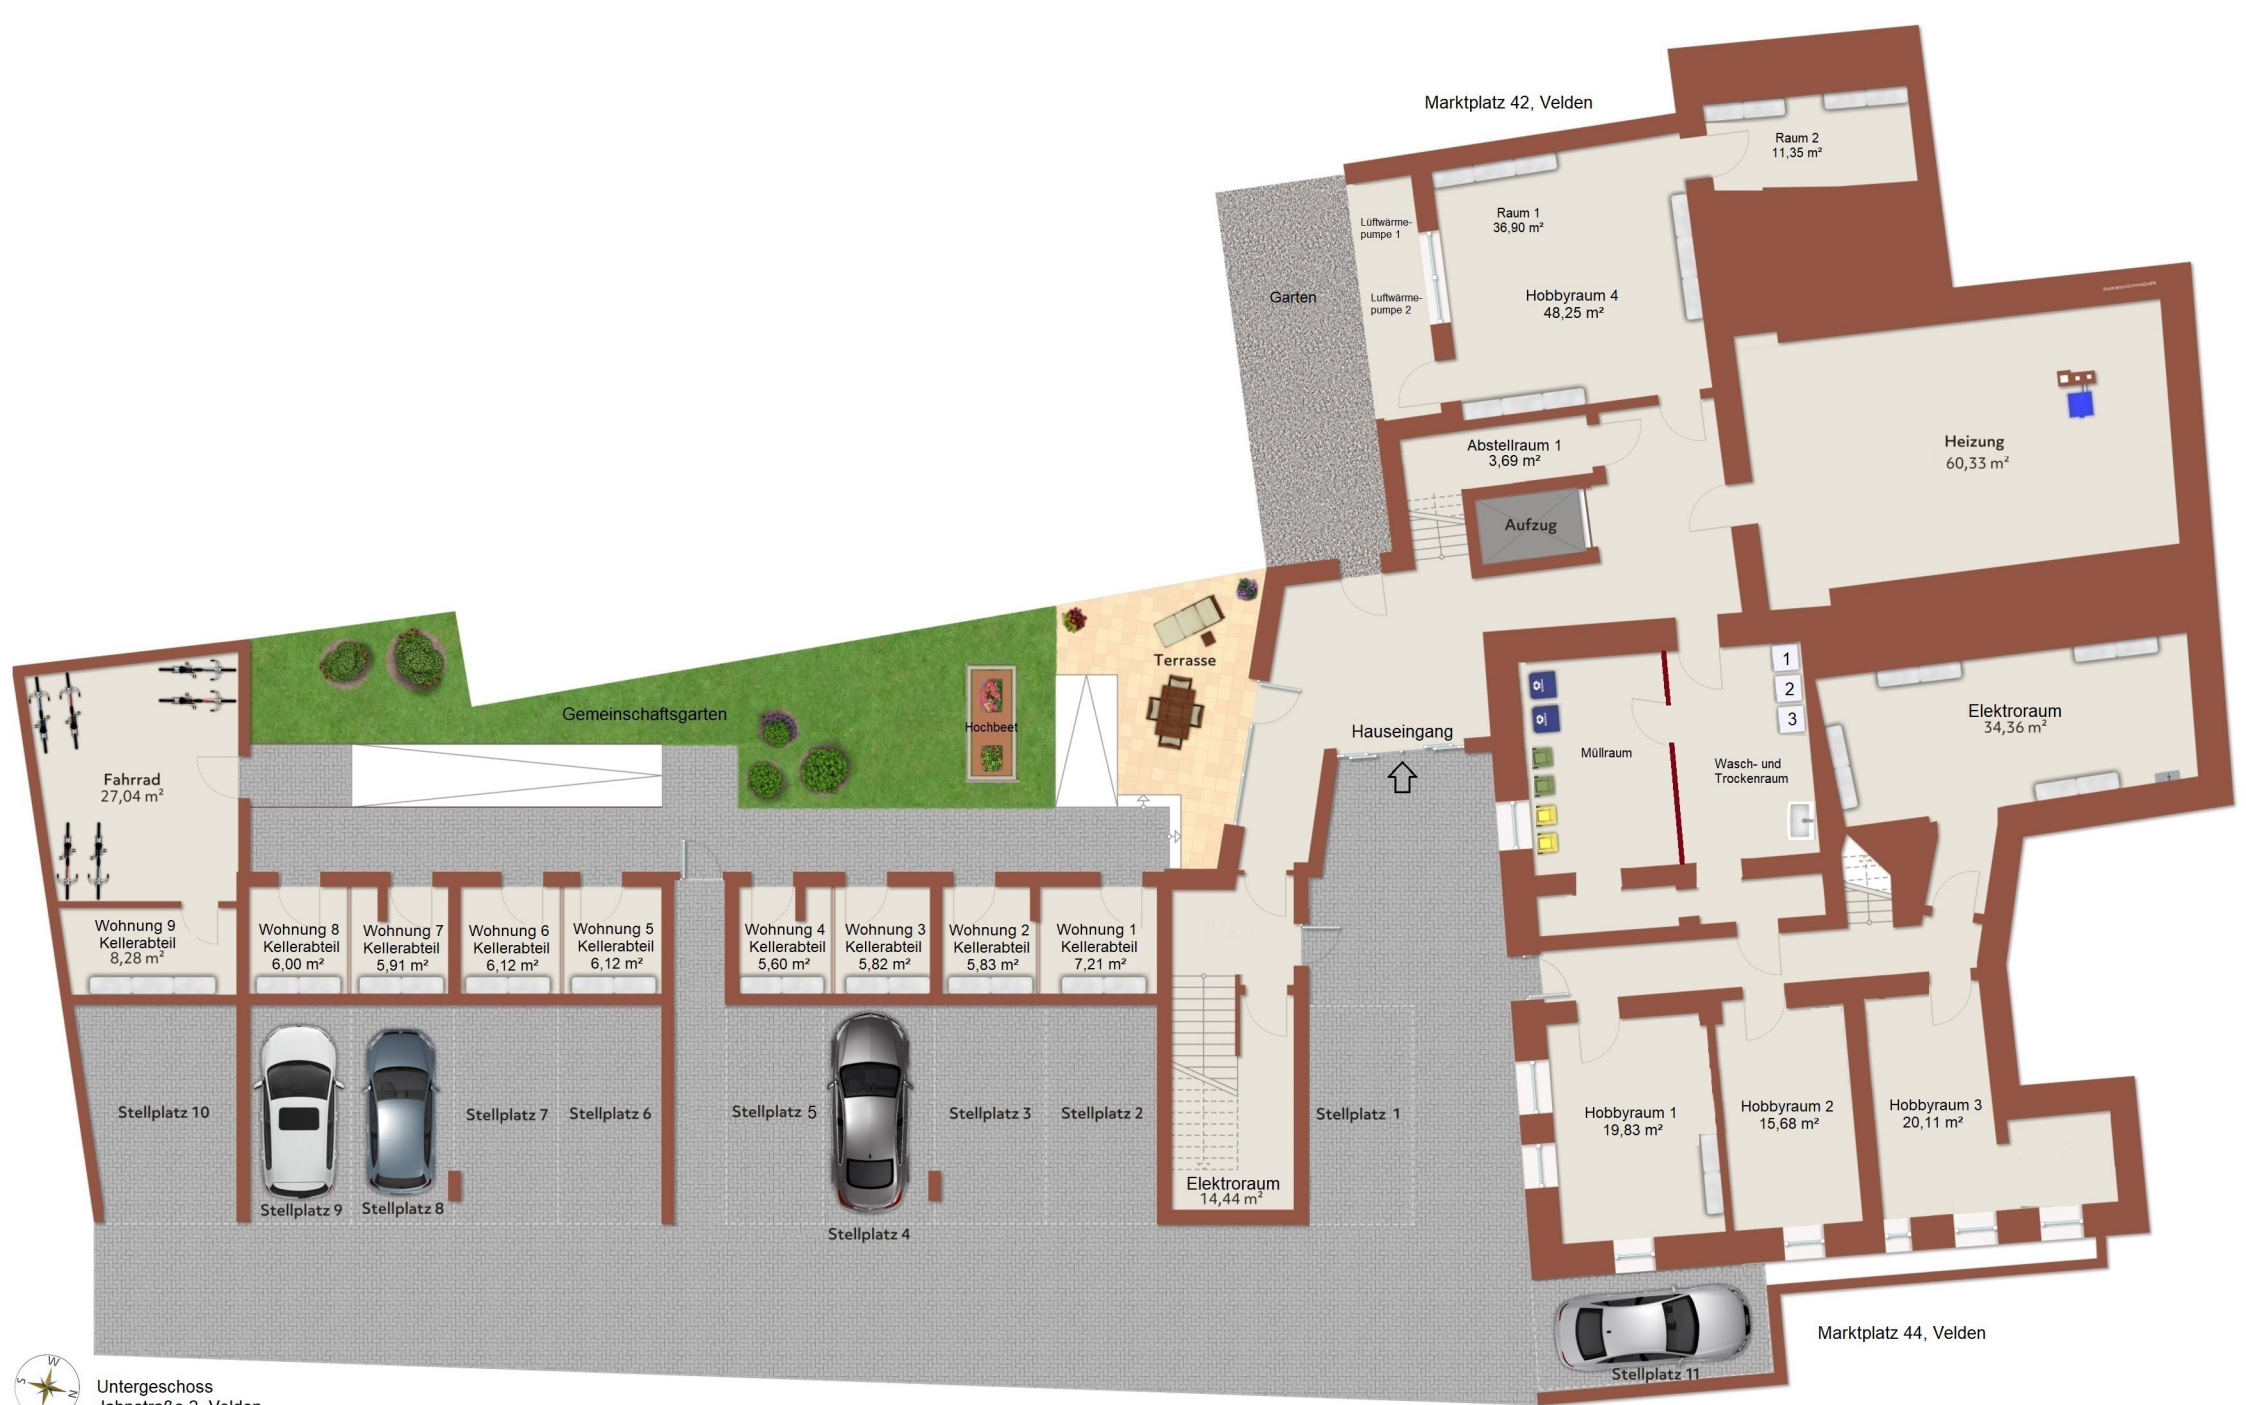 Marktplatz 42, Velden
Raum 2
11,35 m²
Raum 1
36,90 m²
Lüftwärme-
pumpe 1
Luftwärme-
pumpe 2
Garten
Hobbyraum 4
48,25 m²
Abstellraum 1
3,69 m²
Aufzug
Heizung
60,33 m²
Terrasse
Gemeinschaftsgarten
Hochbeet
Hauseingang
Müllraum
Wasch- und
Trockenraum
1
2
3
Elektroraum
34,36 m²
Fahrrad
27,04 m²
Wohnung 9
Kellerabteil
8,28 m²
Wohnung 8
Kellerabteil
6,00 m²
Wohnung 7
Kellerabteil
5,91 m²
Wohnung 6
Kellerabteil
6,12 m²
Wohnung 5
Kellerabteil
6,12 m²
Wohnung 4
Kellerabteil
5,60 m²
Wohnung 3
Kellerabteil
5,82 m²
Wohnung 2
Kellerabteil
5,83 m²
Wohnung 1
Kellerabteil
7,21 m²
Stellplatz 10
Stellplatz 9
Stellplatz 8
Stellplatz 7
Stellplatz 6
Stellplatz 5
Stellplatz 4
Stellplatz 3
Stellplatz 2
Elektroraum
14,44 m²
Stellplatz 1
Hobbyraum 1
19,83 m²
Hobbyraum 2
15,68 m²
Hobbyraum 3
20,11 m²
Stellplatz 11
Marktplatz 44, Velden
W
S
N
Untergeschoss
Jahnstraße 2, Velden